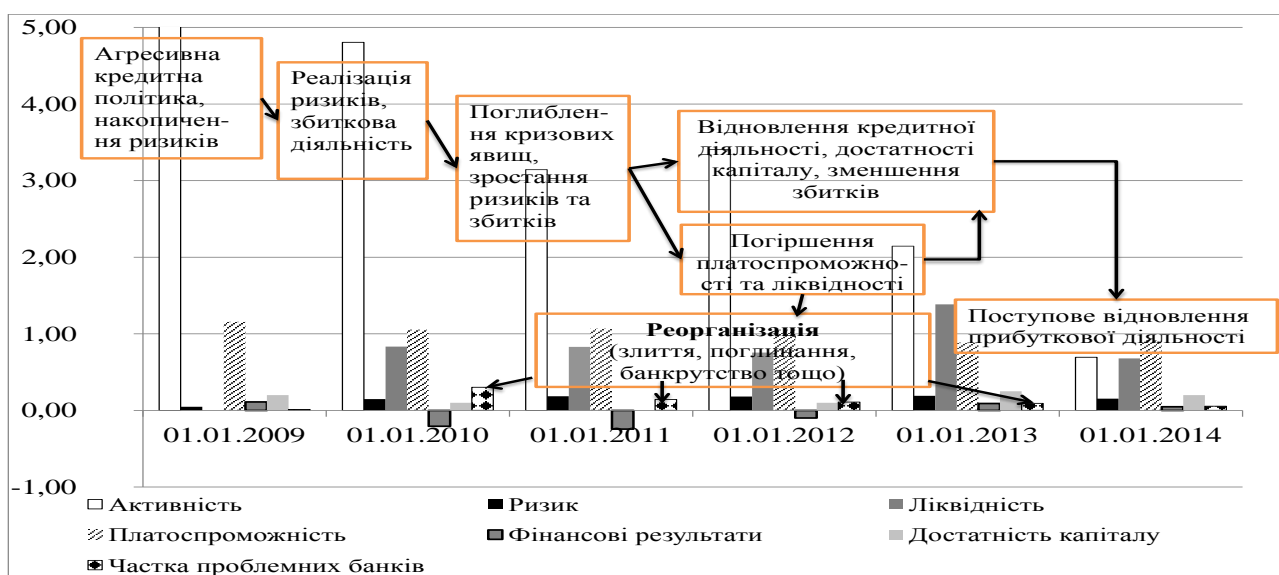 5,00
4,00
3,00
2,00
1,00
0,00
-1,00
Агресивна
кредитна
політика,
накопичен-
ня ризиків
Реалізація
ризиків,
збиткова
діяльність
Поглиблен-
ня кризових
явищ,
зростання
ризиків та
збитків
Відновлення кредитної
діяльності, достатності
капіталу, зменшення
збитків
Погіршення
платоспроможно-
сті та ліквідності
Реорганізація
(злиття, поглинання,
банкрутство тощо)
Поступове відновлення
прибуткової діяльності
01.01.2009
01.01.2010
01.01.2011
01.01.2012
01.01.2013
01.01.2014
Активність
Ризик
Ліквідність
Платоспроможність
Фінансові результати
Достатність капіталу
Частка проблемних банків